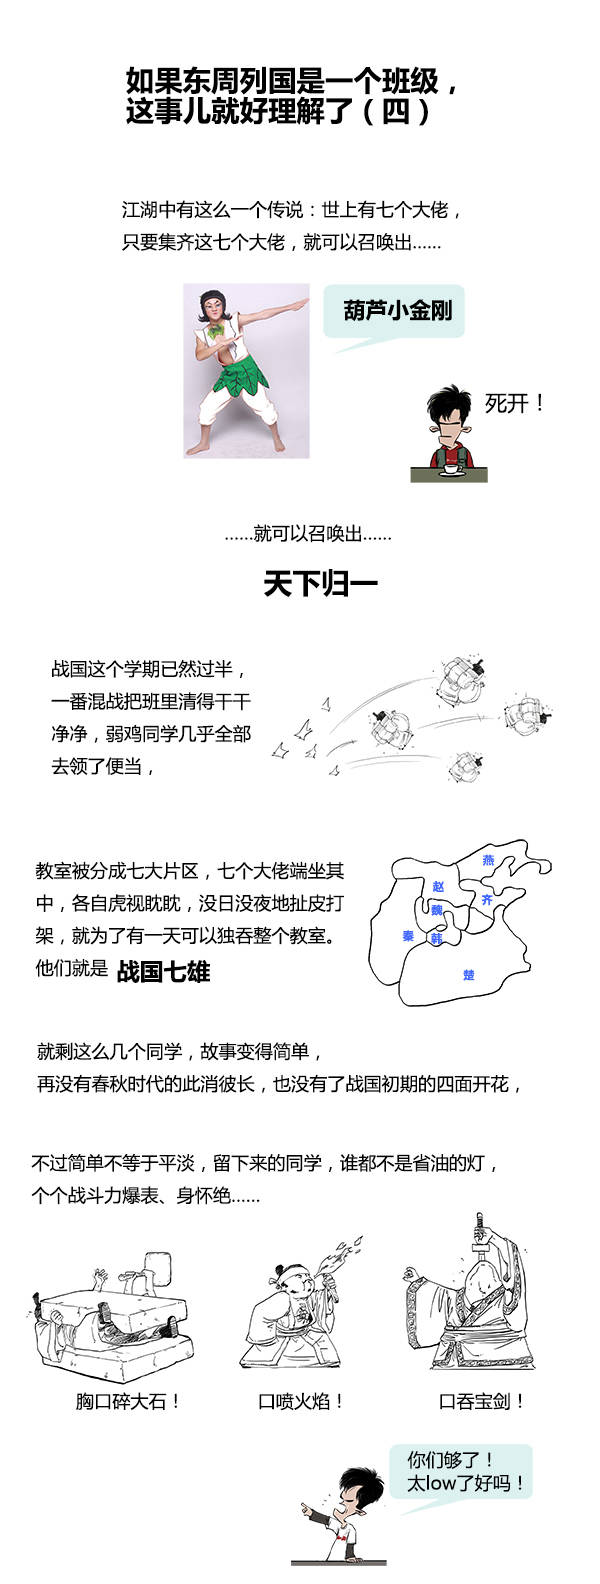 如果东周列国是一个班级，
这事儿就好理解了（四）
江湖中有这么一个传说：世上有七个大佬，
只要集齐这七个大佬，就可以召唤出……
葫芦小金刚
死开！
……就可以召唤出……
天下归一
战国这个学期已然过半，
一番混战把班里清得干干
净净，弱鸡同学几乎全部
去领了便当，
教室被分成七大片区，七个大佬端坐其
中，各自虎视眈眈，没日没夜地扯皮打
架，就为了有一天可以独吞整个教室。
他们就是 战国七雄
燕
赵
齐
魏
秦
韩
楚
就剩这么几个同学，故事变得简单，
再没有春秋时代的此消彼长，也没有了战国初期的四面开花，
不过简单不等于平淡，留下来的同学，谁都不是省油的灯，
个个战斗力爆表、身怀绝……
胸口碎大石！
口喷火焰！
口吞宝剑！
你们够了！
太low了好吗！